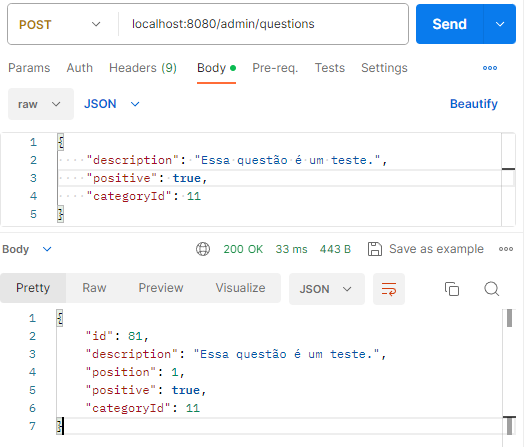 POST localhost:8080/admin/questions Send
Params Auth Headers (9) Body Pre-req. Tests Settings
raw JSON Beautify
1 {
2 "description": "Essa questão é um teste.",
3 "positive": true,
4 "categoryId": 11
5 }
Body 200 OK 33 ms 443 B Save as example
Pretty Raw Preview Visualize JSON
1 {
2 "id": 81,
3 "description": "Essa questão é um teste.",
4 "position": 1,
5 "positive": true,
6 "categoryId": 11
7 }